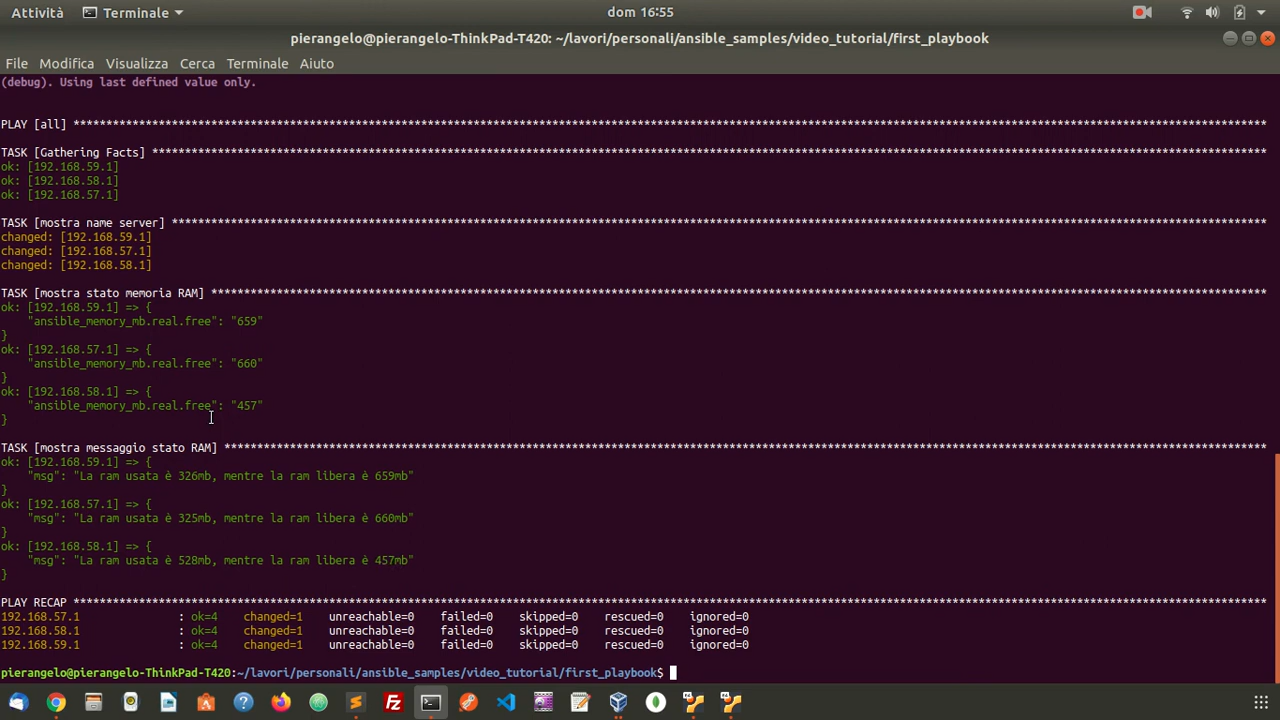 Attività Terminale dom 16:55
pierangelo@pierangelo-ThinkPad-T420: ~/lavori/personali/ansible_samples/video_tutorial/first_playbook
File Modifica Visualizza Cerca Terminale Aiuto
(debug). Using last defined value only.
PLAY [all] ******************************************************************************************************************************************************************************************
TASK [Gathering Facts] ******************************************************************************************************************************************************************************
ok: [192.168.59.1]
ok: [192.168.58.1]
ok: [192.168.57.1]
TASK [mostra name server] ***************************************************************************************************************************************************************************
changed: [192.168.59.1]
changed: [192.168.57.1]
changed: [192.168.58.1]
TASK [mostra stato memoria RAM] *********************************************************************************************************************************************************************
ok: [192.168.59.1] => {
    "ansible_memory_mb.real.free": "659"
}
ok: [192.168.57.1] => {
    "ansible_memory_mb.real.free": "660"
}
ok: [192.168.58.1] => {
    "ansible_memory_mb.real.free": "457"
}
TASK [mostra messaggio stato RAM] *******************************************************************************************************************************************************************
ok: [192.168.59.1] => {
    "msg": "La ram usata è 326mb, mentre la ram libera è 659mb"
}
ok: [192.168.57.1] => {
    "msg": "La ram usata è 325mb, mentre la ram libera è 660mb"
}
ok: [192.168.58.1] => {
    "msg": "La ram usata è 528mb, mentre la ram libera è 457mb"
}
PLAY RECAP ******************************************************************************************************************************************************************************************
192.168.57.1 : ok=4 changed=1 unreachable=0 failed=0 skipped=0 rescued=0 ignored=0
192.168.58.1 : ok=4 changed=1 unreachable=0 failed=0 skipped=0 rescued=0 ignored=0
192.168.59.1 : ok=4 changed=1 unreachable=0 failed=0 skipped=0 rescued=0 ignored=0
pierangelo@pierangelo-ThinkPad-T420:~/lavori/personali/ansible_samples/video_tutorial/first_playbook$